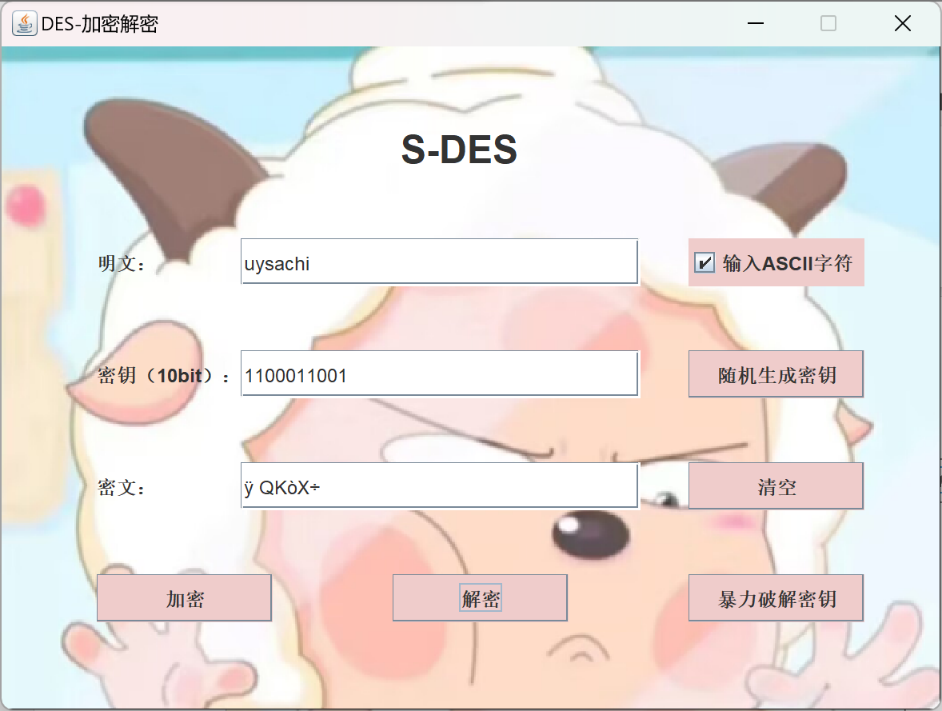 DES-加密解密
S-DES
明文： uysachi 输入ASCII字符
密钥（10bit）： 1100011001 随机生成密钥
密文： ÿ QKòX÷ 清空
加密 解密 暴力破解密钥